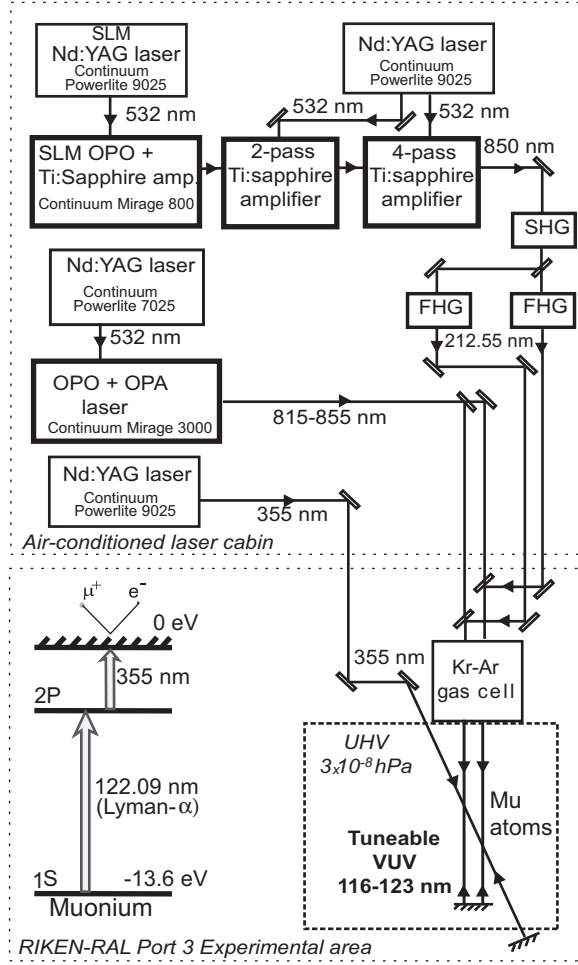 SLM
Nd:YAG laser
Continuum
Powerlite 9025
Nd:YAG laser
Continuum
Powerlite 9025
532 nm
532 nm
532 nm
SLM OPO +
Ti:Sapphire amp.
Continuum Mirage 800
2-pass
Ti:sapphire
amplifier
4-pass
Ti:sapphire
amplifier
850 nm
SHG
Nd:YAG laser
Continuum
Powerlite 7025
FHG
FHG
532 nm
212.55 nm
OPO + OPA
laser
Continuum Mirage 3000
815-855 nm
Nd:YAG laser
Continuum
Powerlite 9025
355 nm
Air-conditioned laser cabin
μ+
e-
0 eV
355 nm
2P
122.09 nm
(Lyman-α)
1S
-13.6 eV
Muonium
355 nm
Kr-Ar
gas cell
UHV
3x10-8 hPa
Mu
atoms
Tuneable
VUV
116-123 nm
RIKEN-RAL Port 3 Experimental area